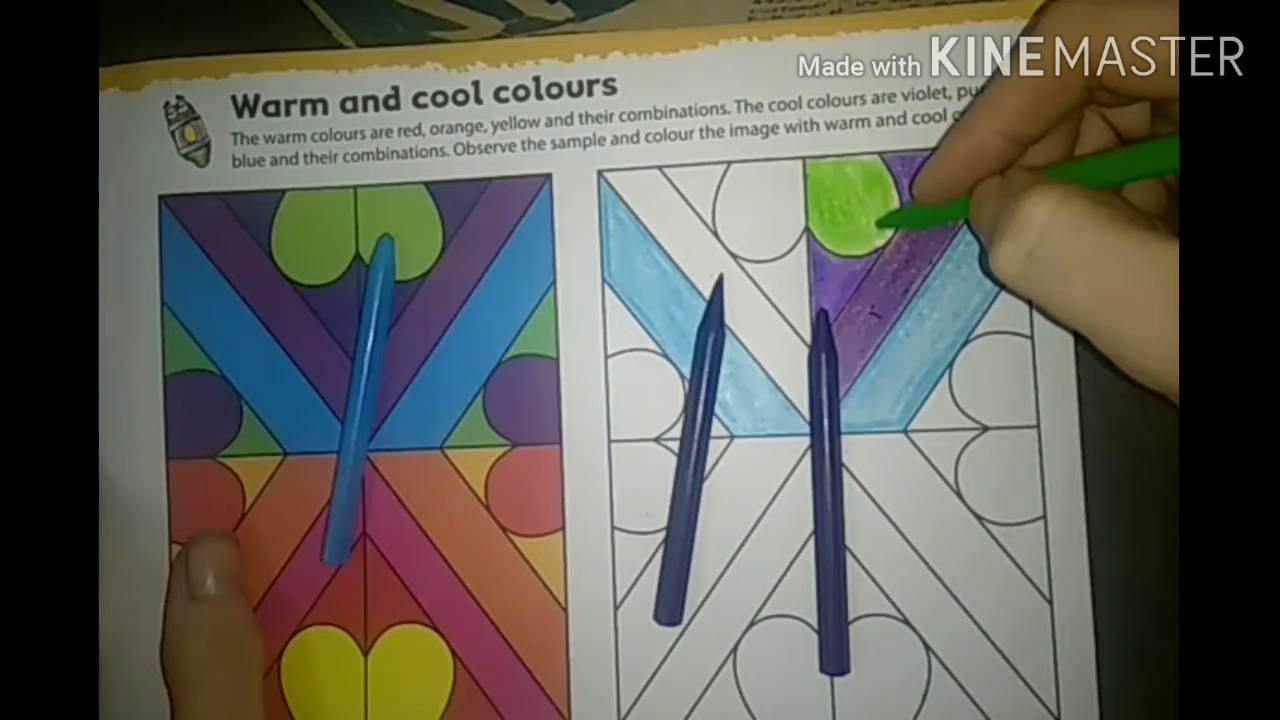 Made with KINEMASTER
Warm and cool colours
The warm colours are red, orange, yellow and their combinations. The cool colours are violet,
blue and their combinations. Observe the sample and colour the image with warm and cool